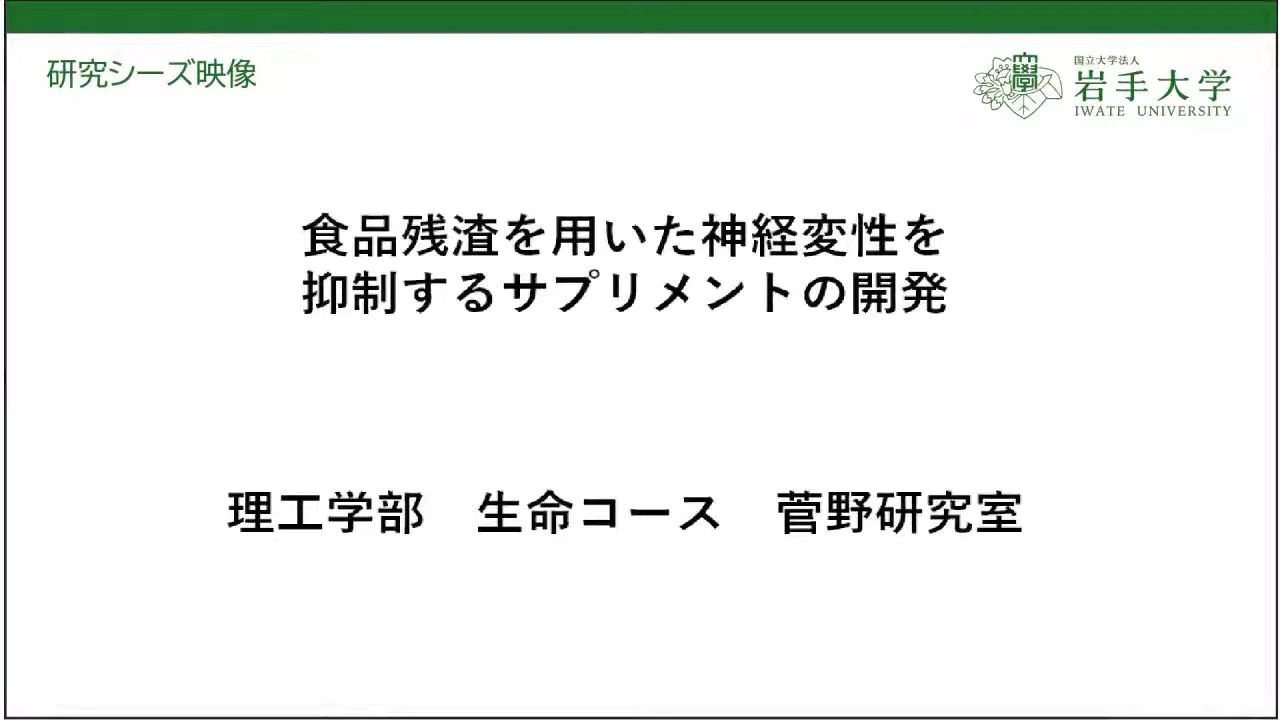 研究シーズ映像
国立大学法人
岩手大学
IWATE UNIVERSITY
食品残渣を用いた神経変性を
抑制するサプリメントの開発
理工学部　生命コース　菅野研究室